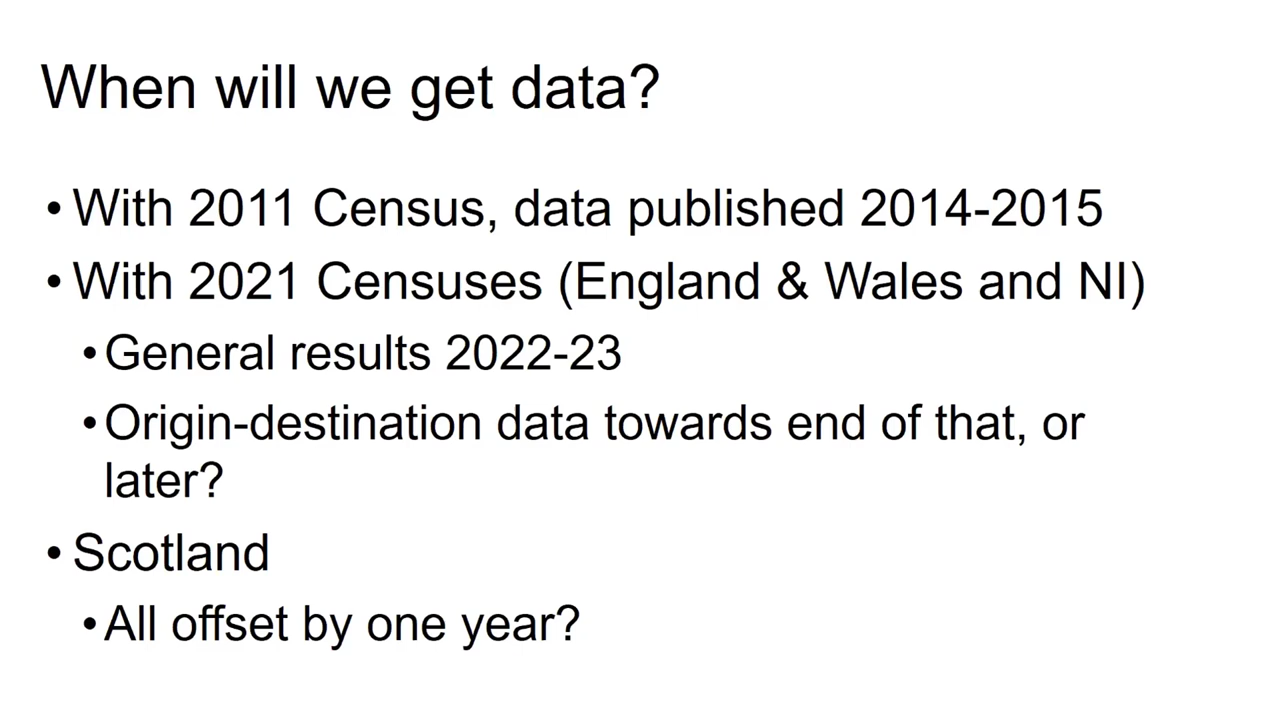 When will we get data?
• With 2011 Census, data published 2014-2015
• With 2021 Censuses (England & Wales and NI)
• General results 2022-23
• Origin-destination data towards end of that, or
later?
• Scotland
• All offset by one year?